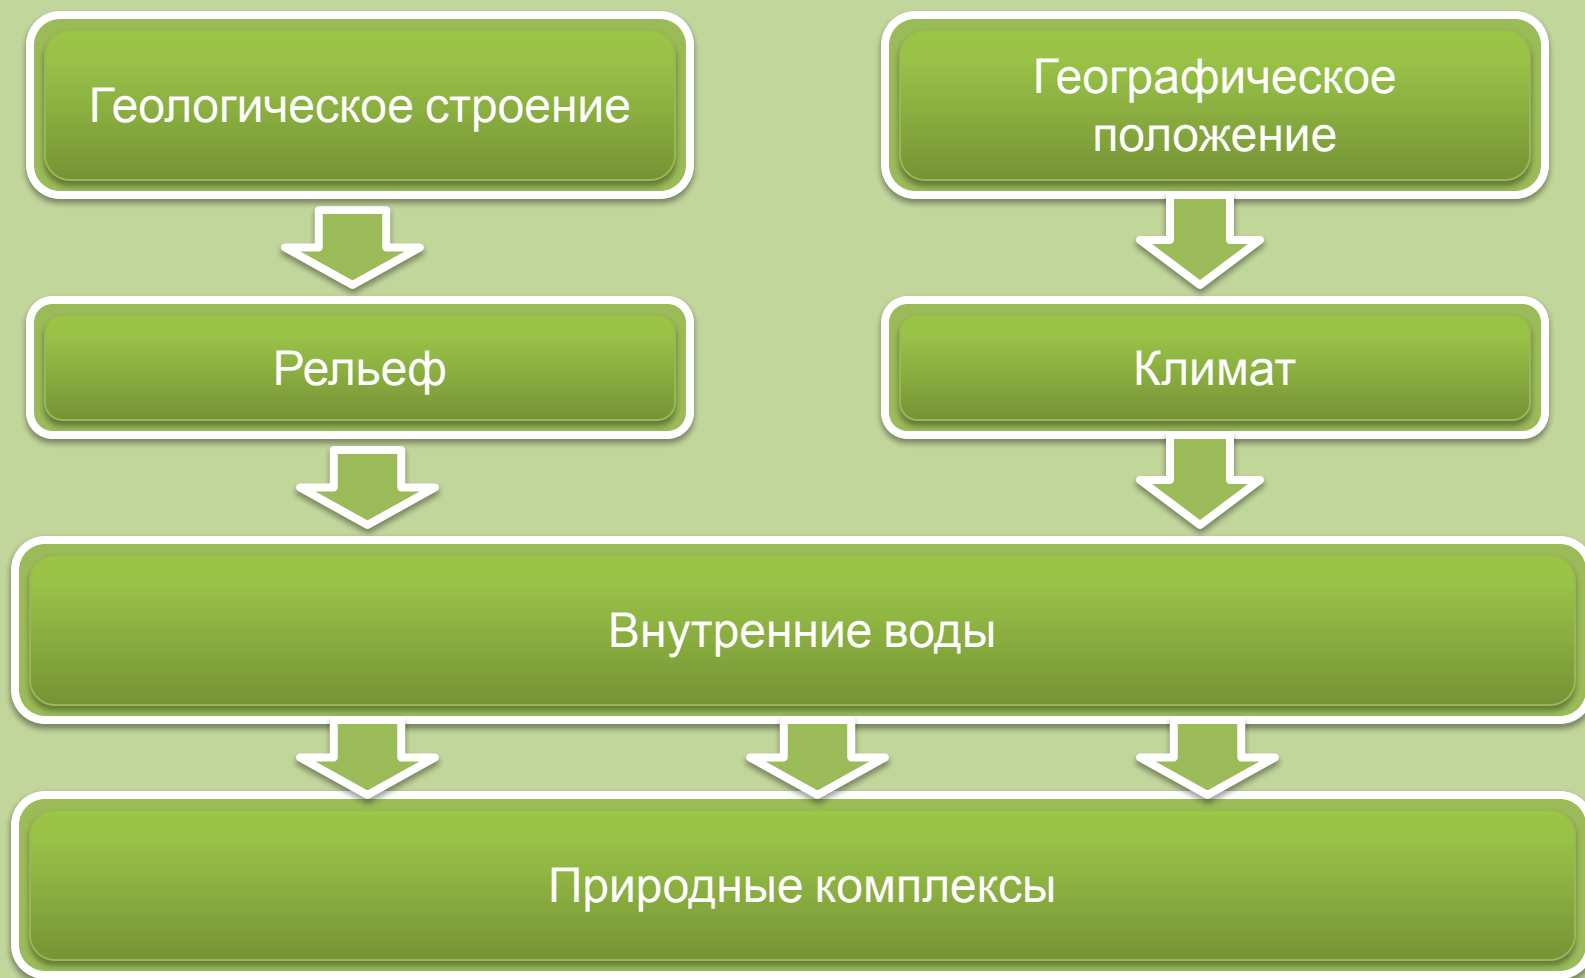 Геологическое строение
Географическое
положение
Рельеф
Климат
Внутренние воды
Природные комплексы